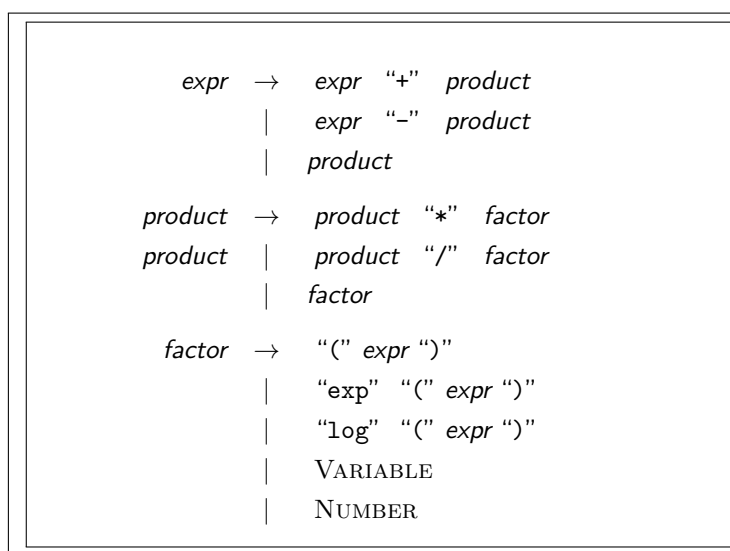 expr → expr “+” product
| expr “-” product
| product
product → product “*” factor
product | product “/” factor
| factor
factor → “(” expr “)”
| “exp” “(” expr “)”
| “log” “(” expr “)”
| VARIABLE
| NUMBER